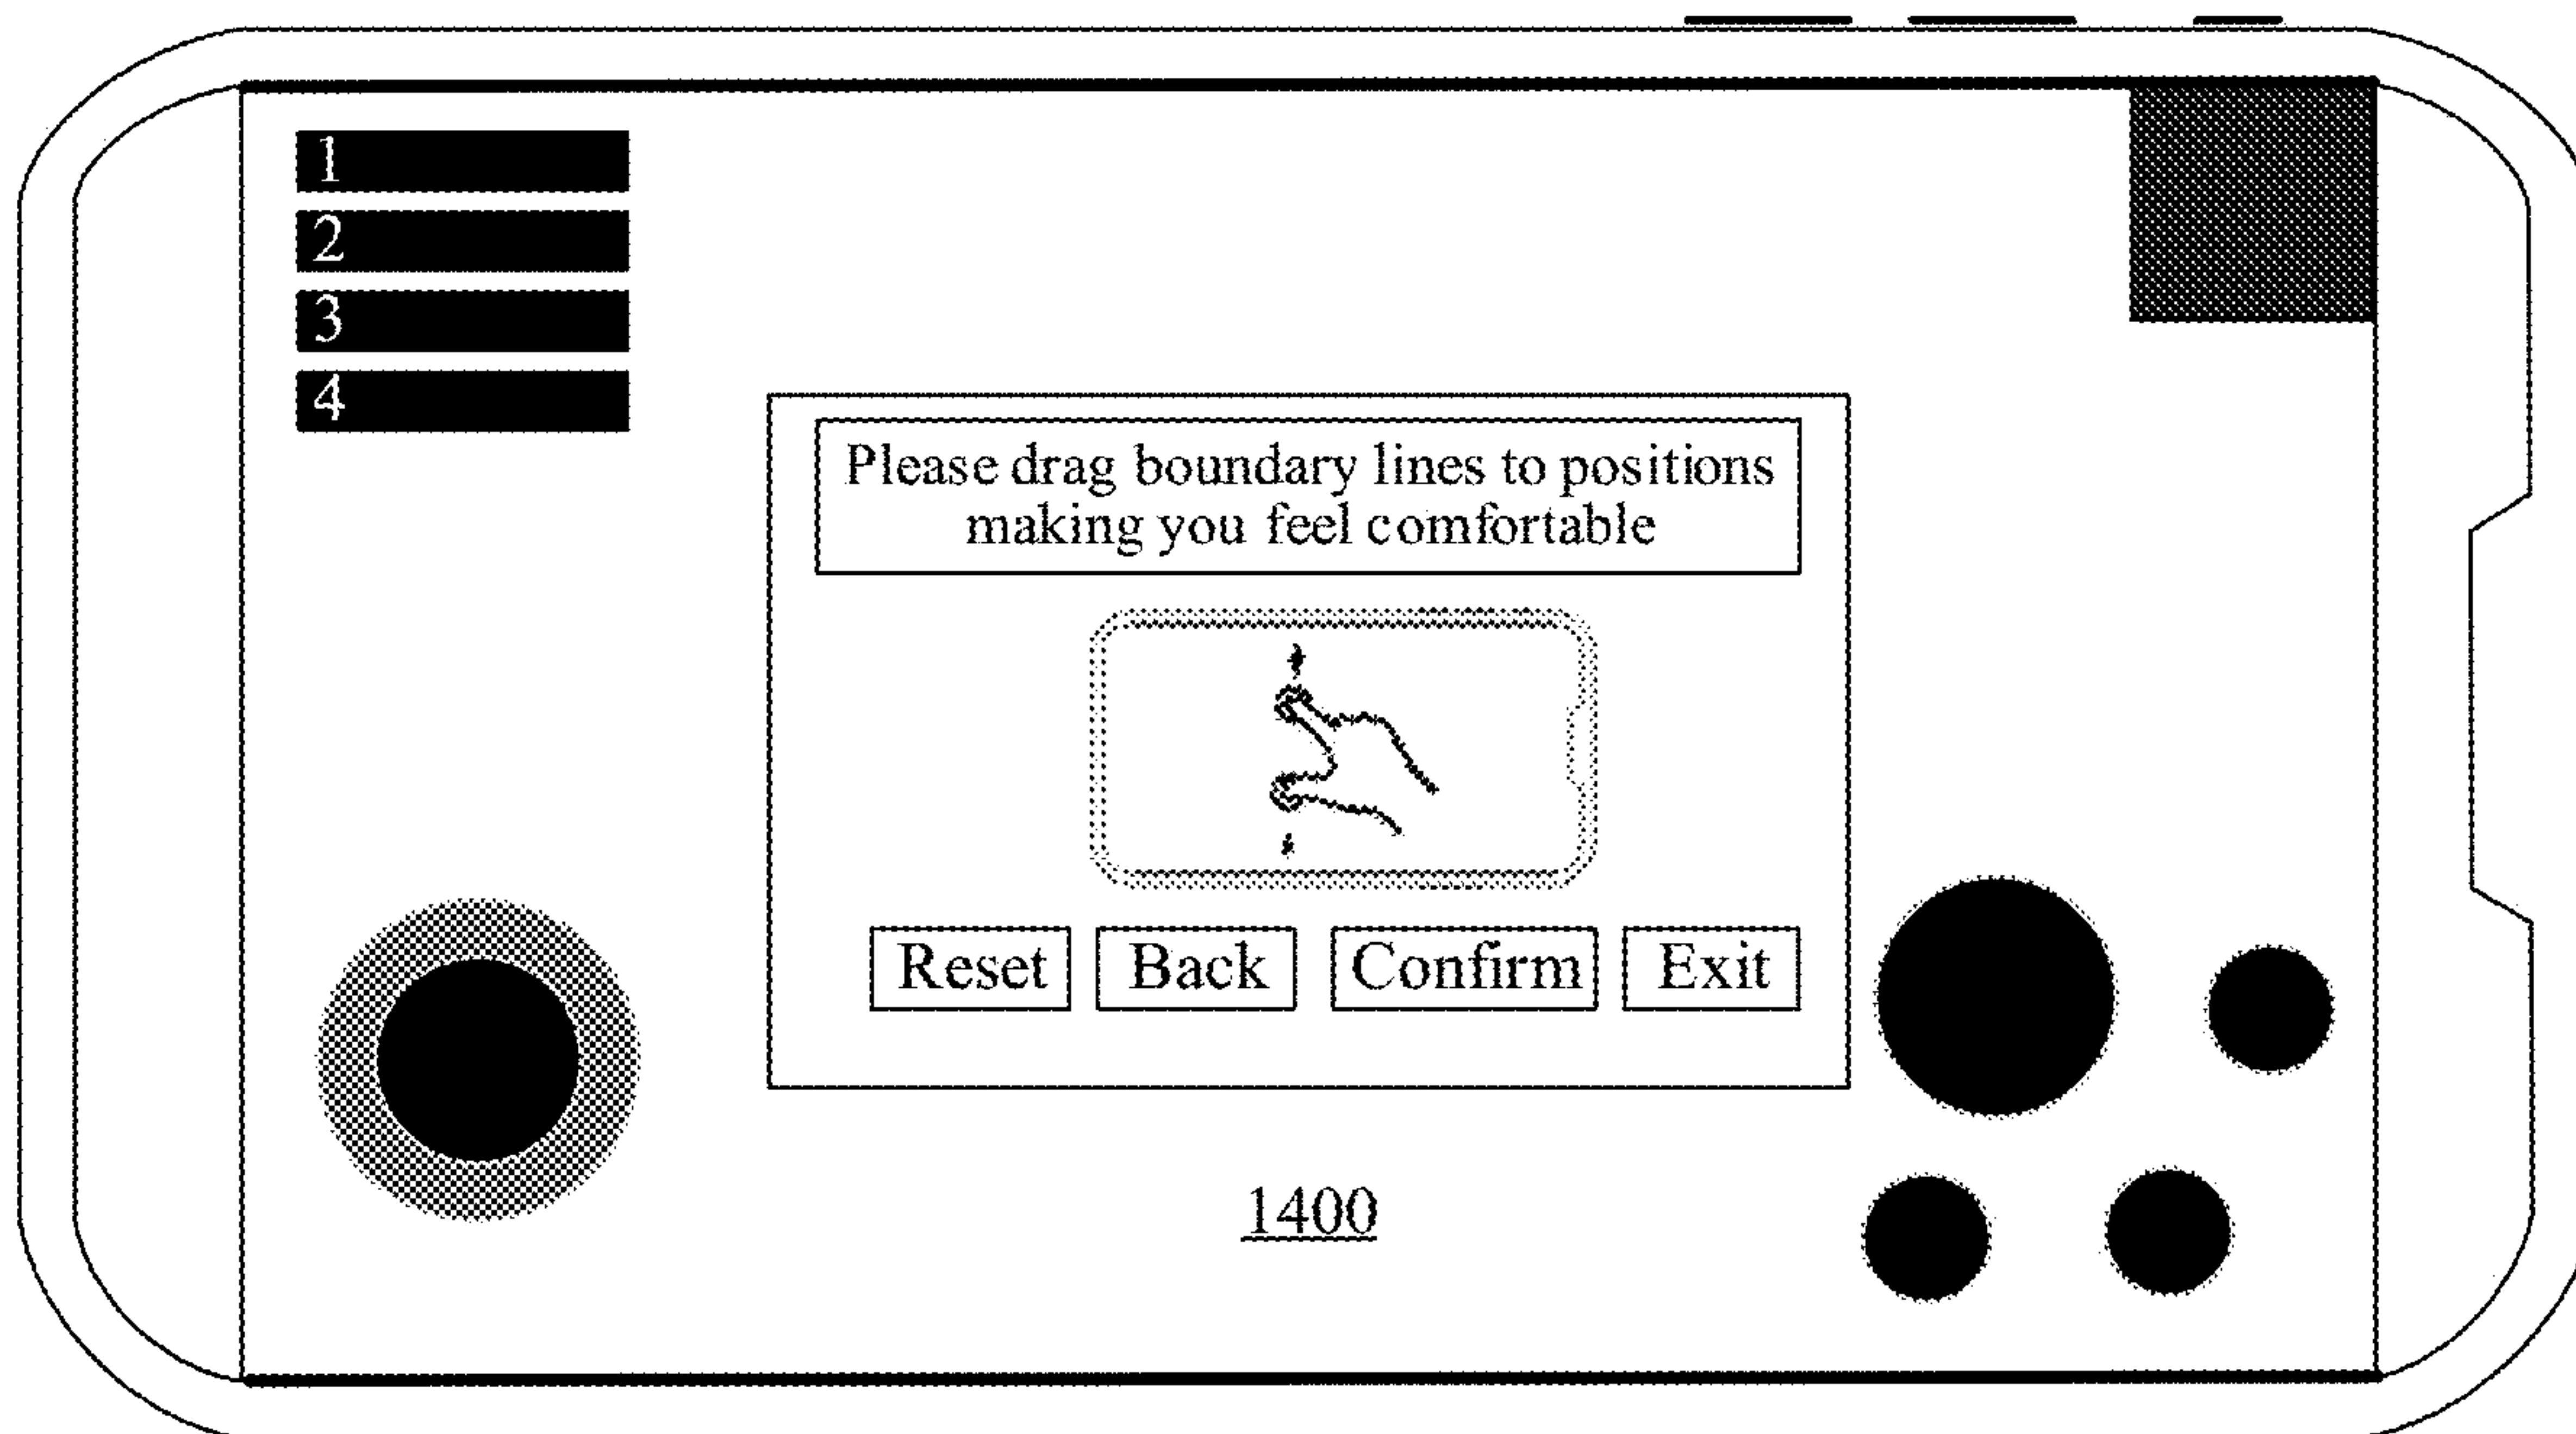 1
2
3
4
Please drag boundary lines to positions
making you feel comfortable
Reset Back Confirm Exit
1400